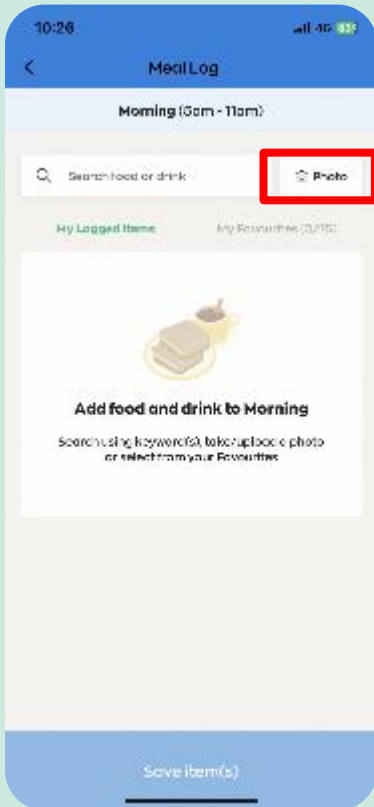 10:26
4G
Meal Log
Morning (5am - 11am)
Search food or drink
Photo
My Logged Items
My Favourites
Add food and drink to Morning
Search using keyword(s), take/upload a photo
or select from your Favourites
Save item(s)